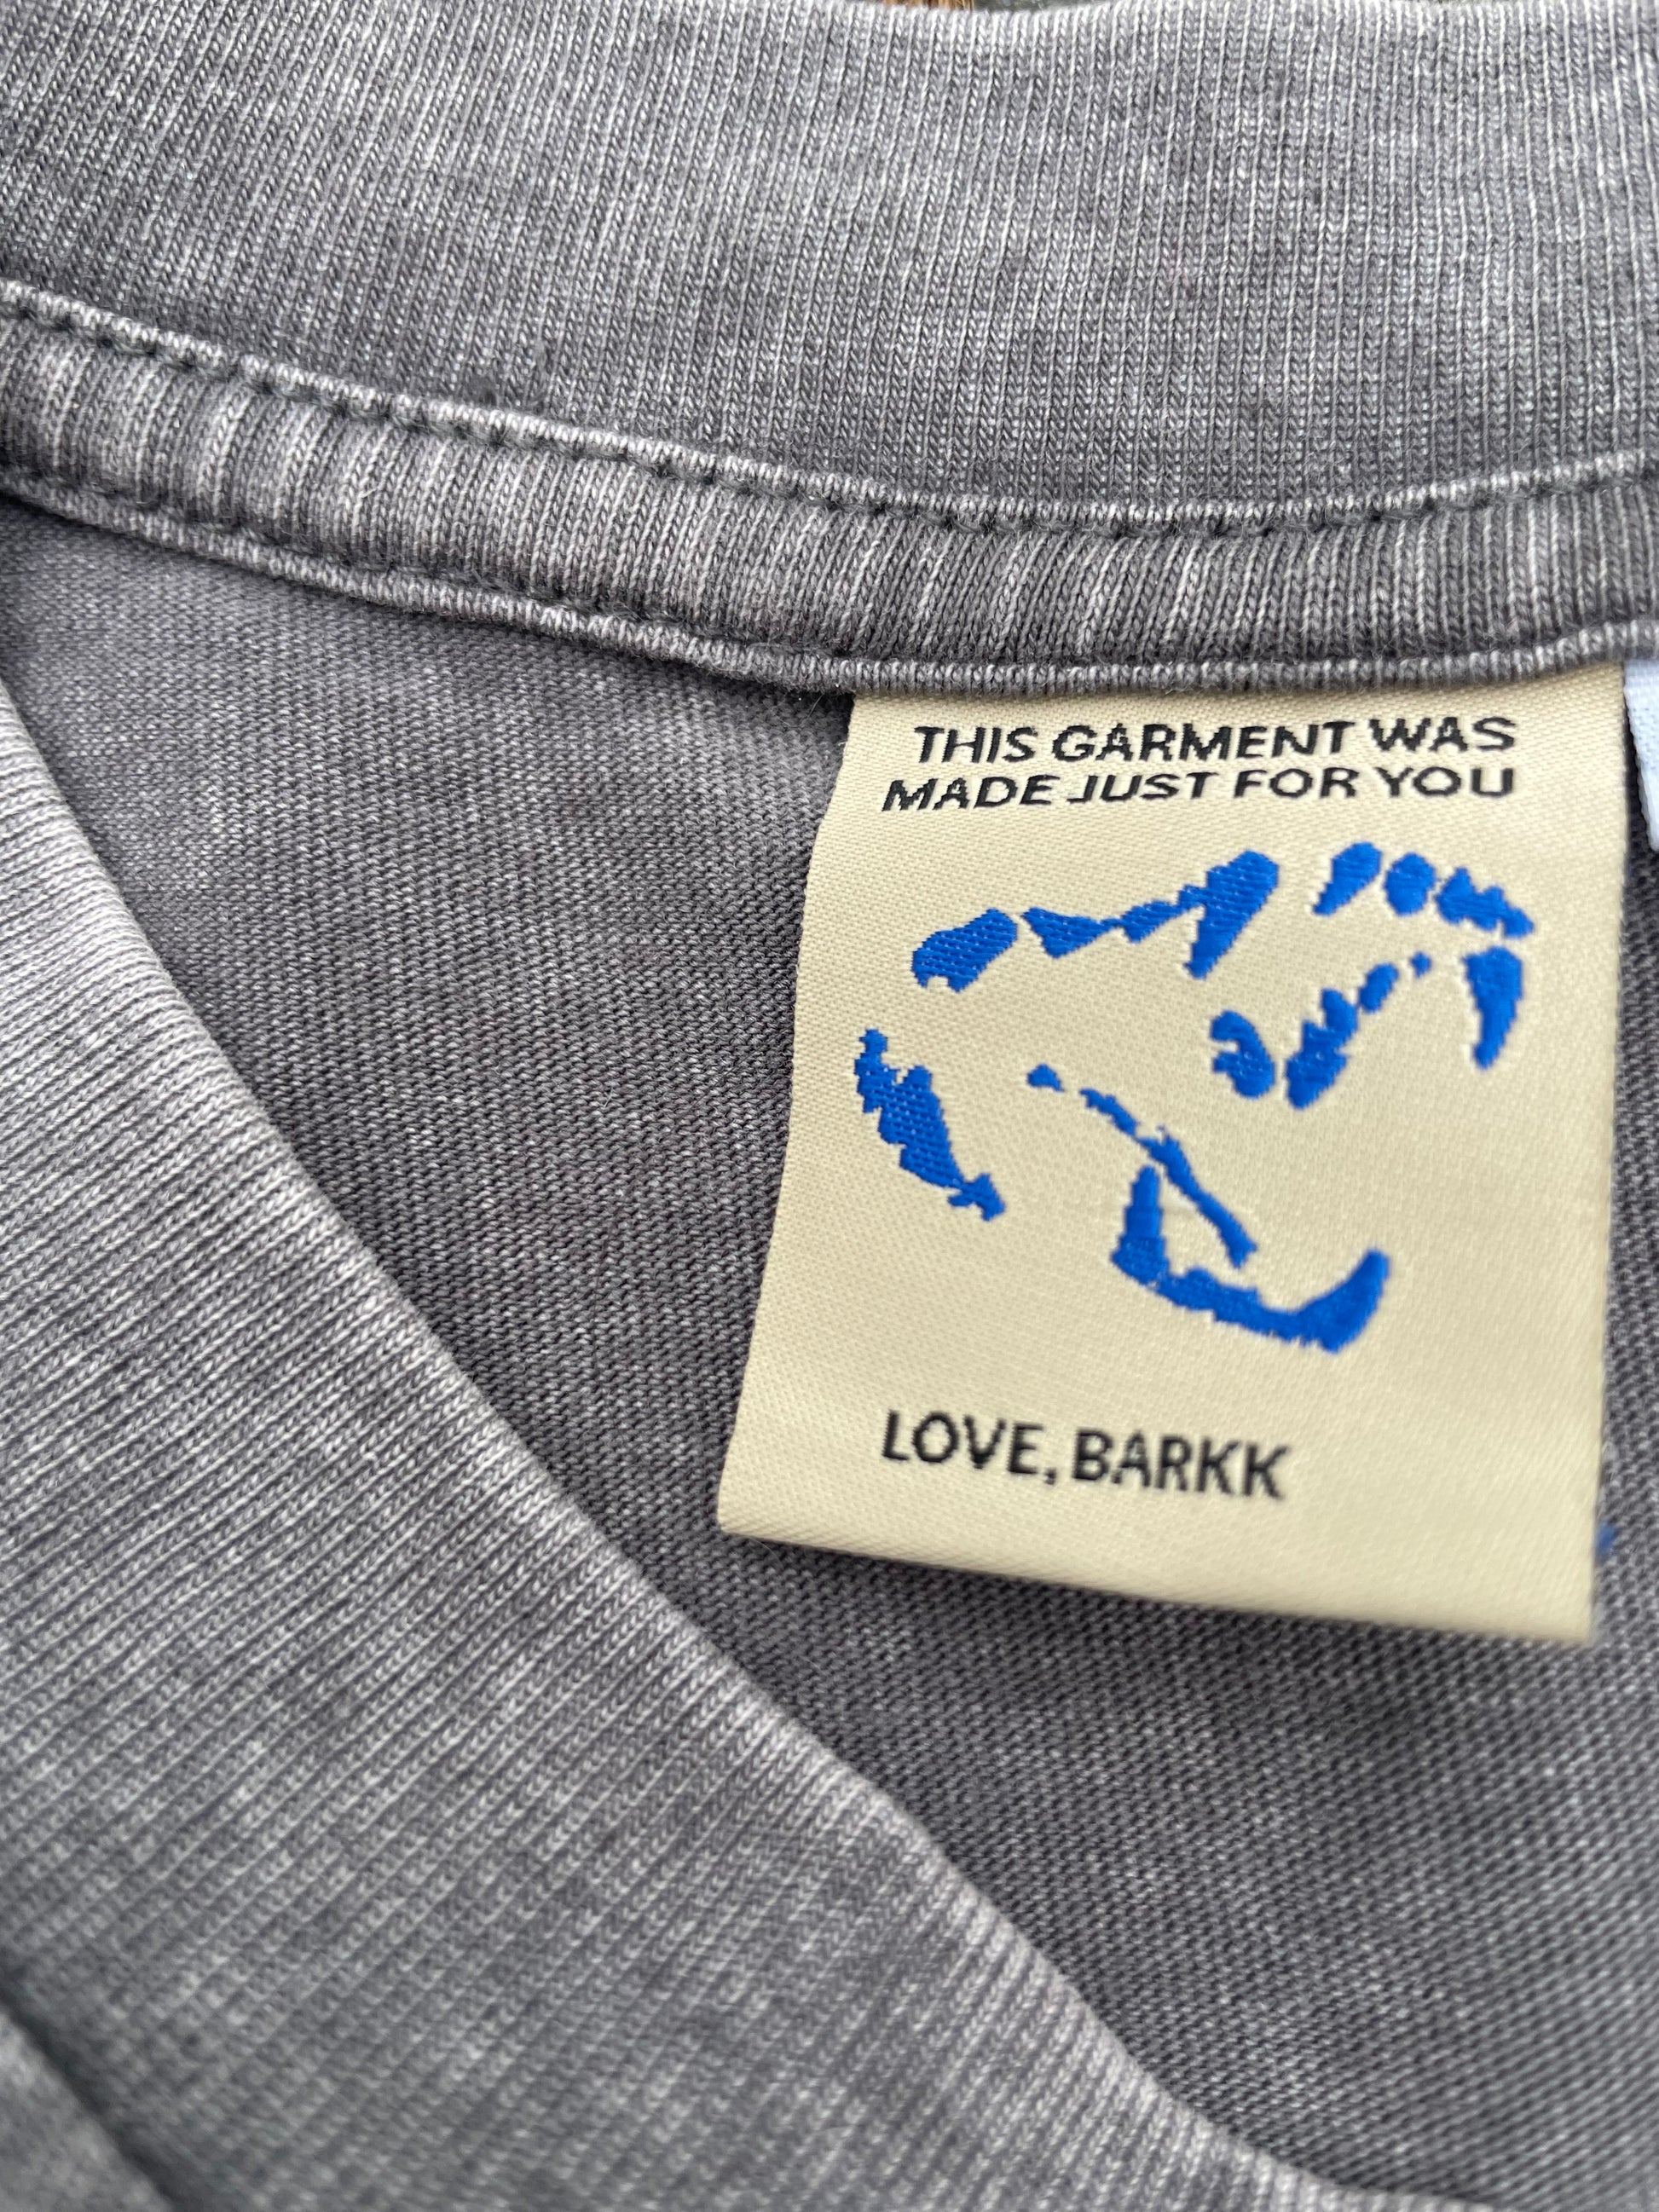 THIS GARMENT WAS
MADE JUST FOR YOU
LOVE, BARKK